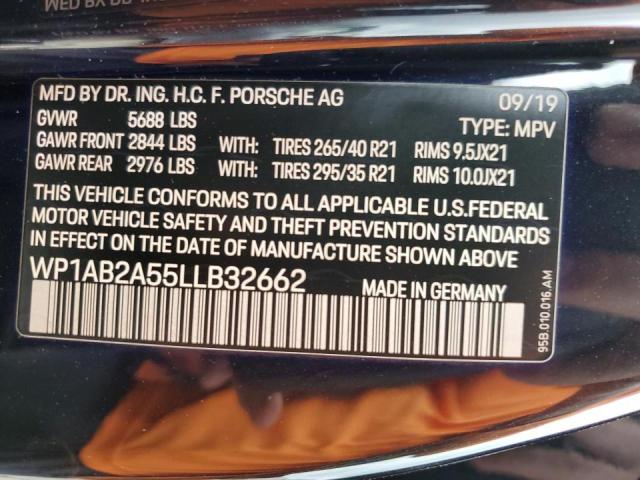 MFD BY DR. ING. H.C. F. PORSCHE AG 09/19
GVWR 5688 LBS TYPE: MPV
GAWR FRONT 2844 LBS WITH: TIRES 265/40 R21 RIMS 9.5JX21
GAWR REAR 2976 LBS WITH: TIRES 295/35 R21 RIMS 10.0JX21
THIS VEHICLE CONFORMS TO ALL APPLICABLE U.S.FEDERAL
MOTOR VEHICLE SAFETY AND THEFT PREVENTION STANDARDS
IN EFFECT ON THE DATE OF MANUFACTURE SHOWN ABOVE
WP1AB2A55LLB32662 MADE IN GERMANY
95B.010.016.AM